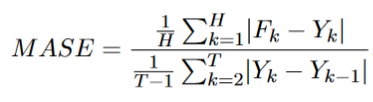 MASE = \frac{\frac{1}{H} \sum_{k=1}^{H} |F_k - Y_k|}{\frac{1}{T-1} \sum_{k=2}^{T} |Y_k - Y_{k-1}|}